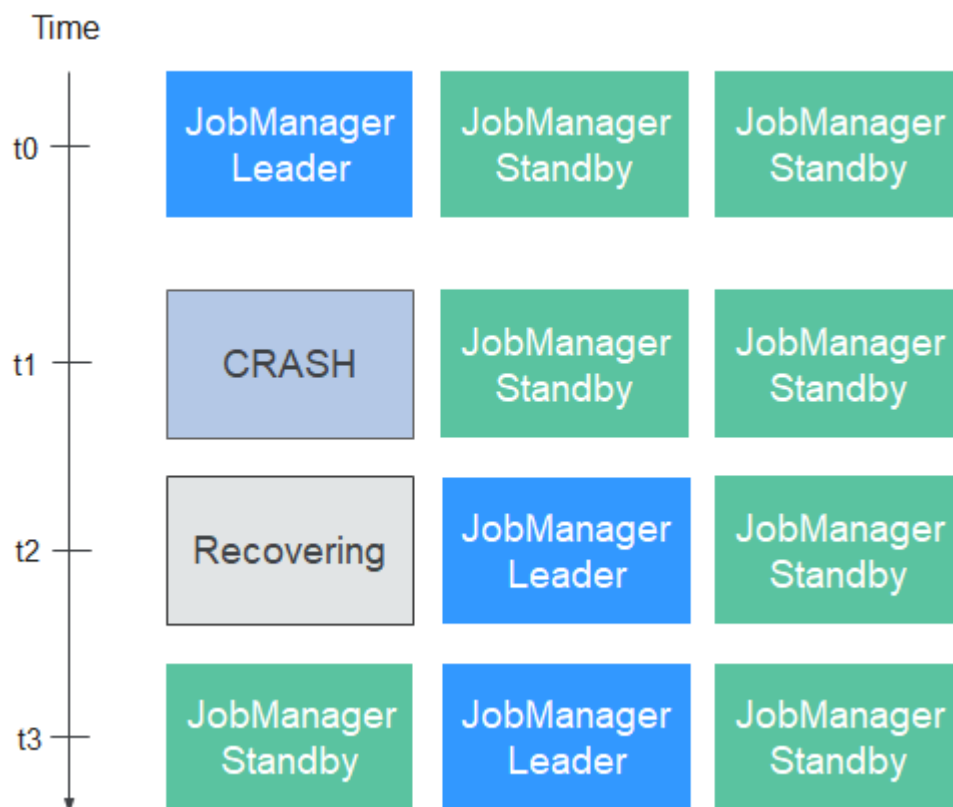 Time
t0
JobManager
Leader
JobManager
Standby
JobManager
Standby
t1
CRASH
JobManager
Standby
JobManager
Standby
t2
Recovering
JobManager
Leader
JobManager
Standby
t3
JobManager
Standby
JobManager
Leader
JobManager
Standby